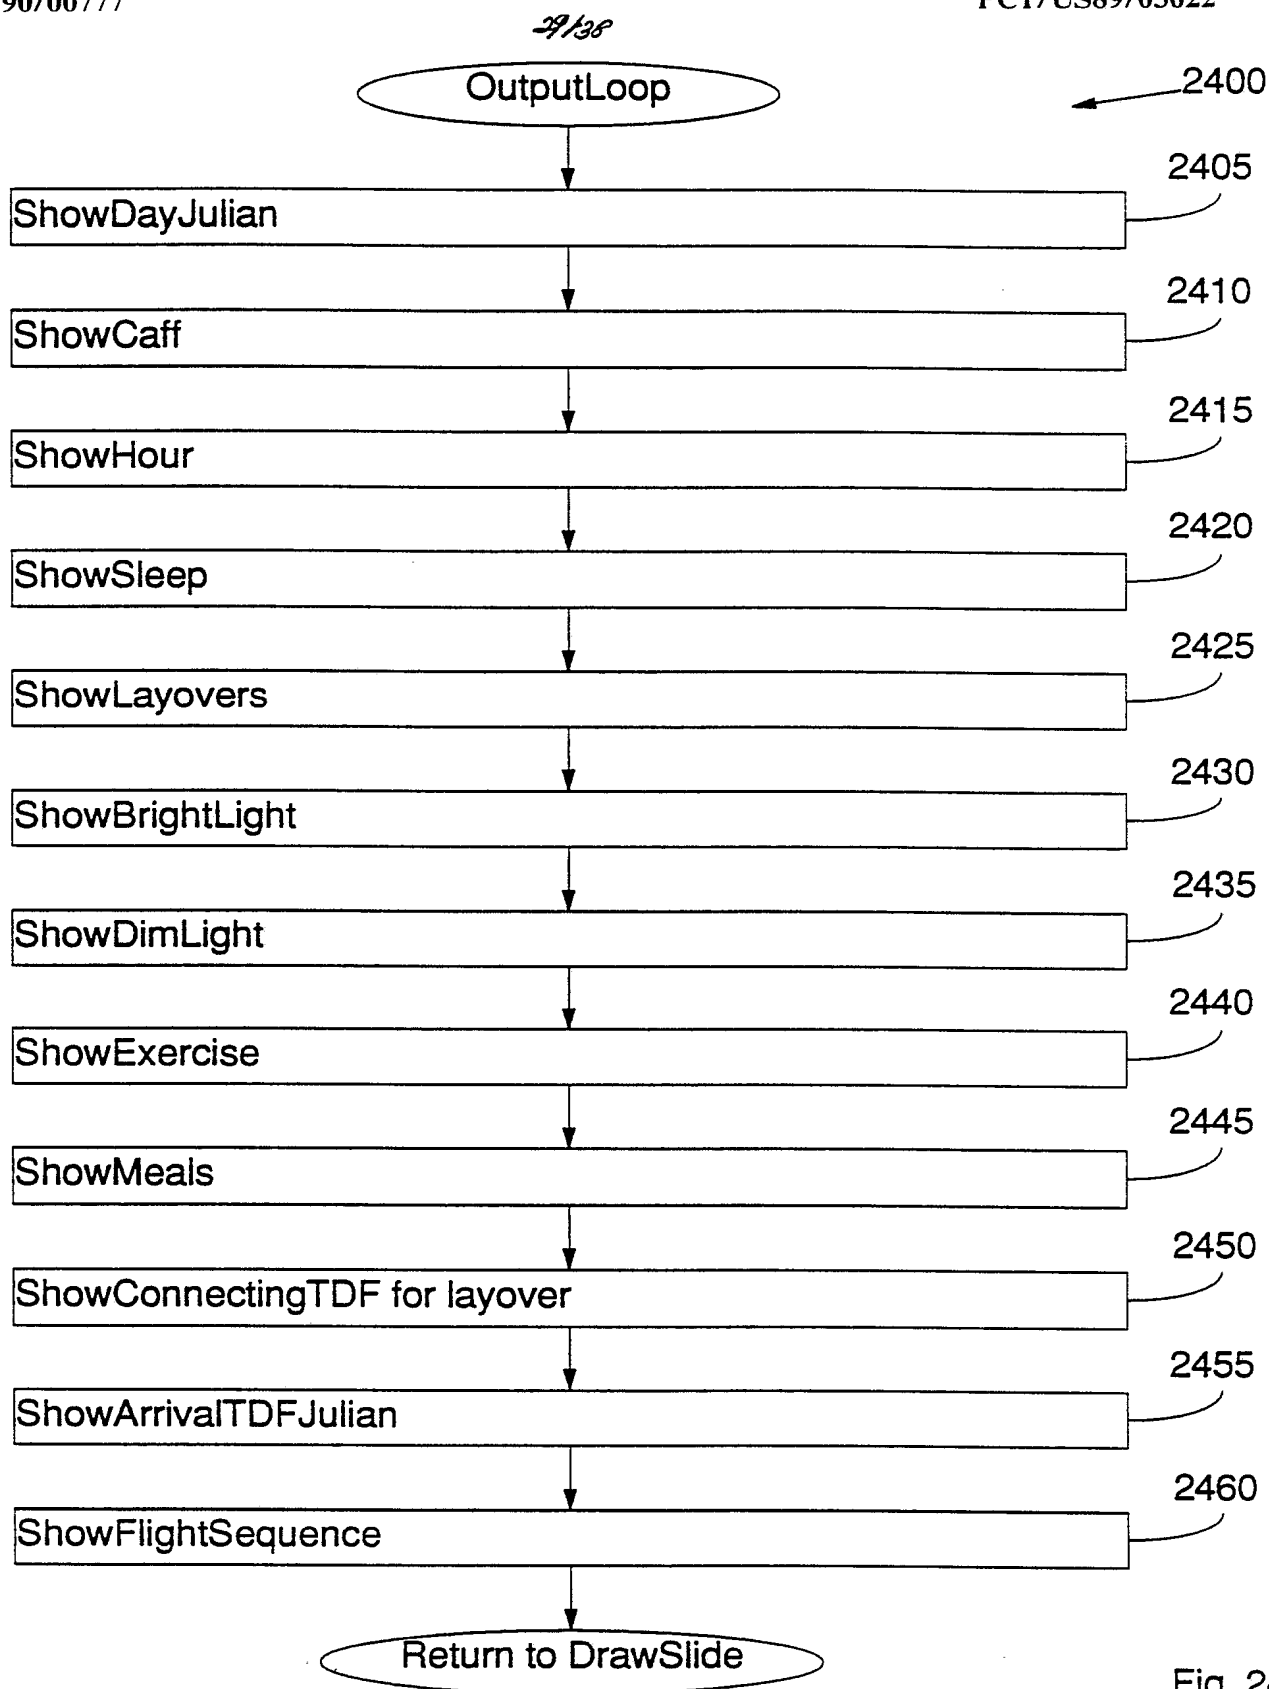 29/38
OutputLoop
2400
2405
ShowDayJulian
2410
ShowCaff
2415
ShowHour
2420
ShowSleep
2425
ShowLayovers
2430
ShowBrightLight
2435
ShowDimLight
2440
ShowExercise
2445
ShowMeals
2450
ShowConnectingTDF for layover
2455
ShowArrivalTDFJulian
2460
ShowFlightSequence
Return to DrawSlide
Fig.